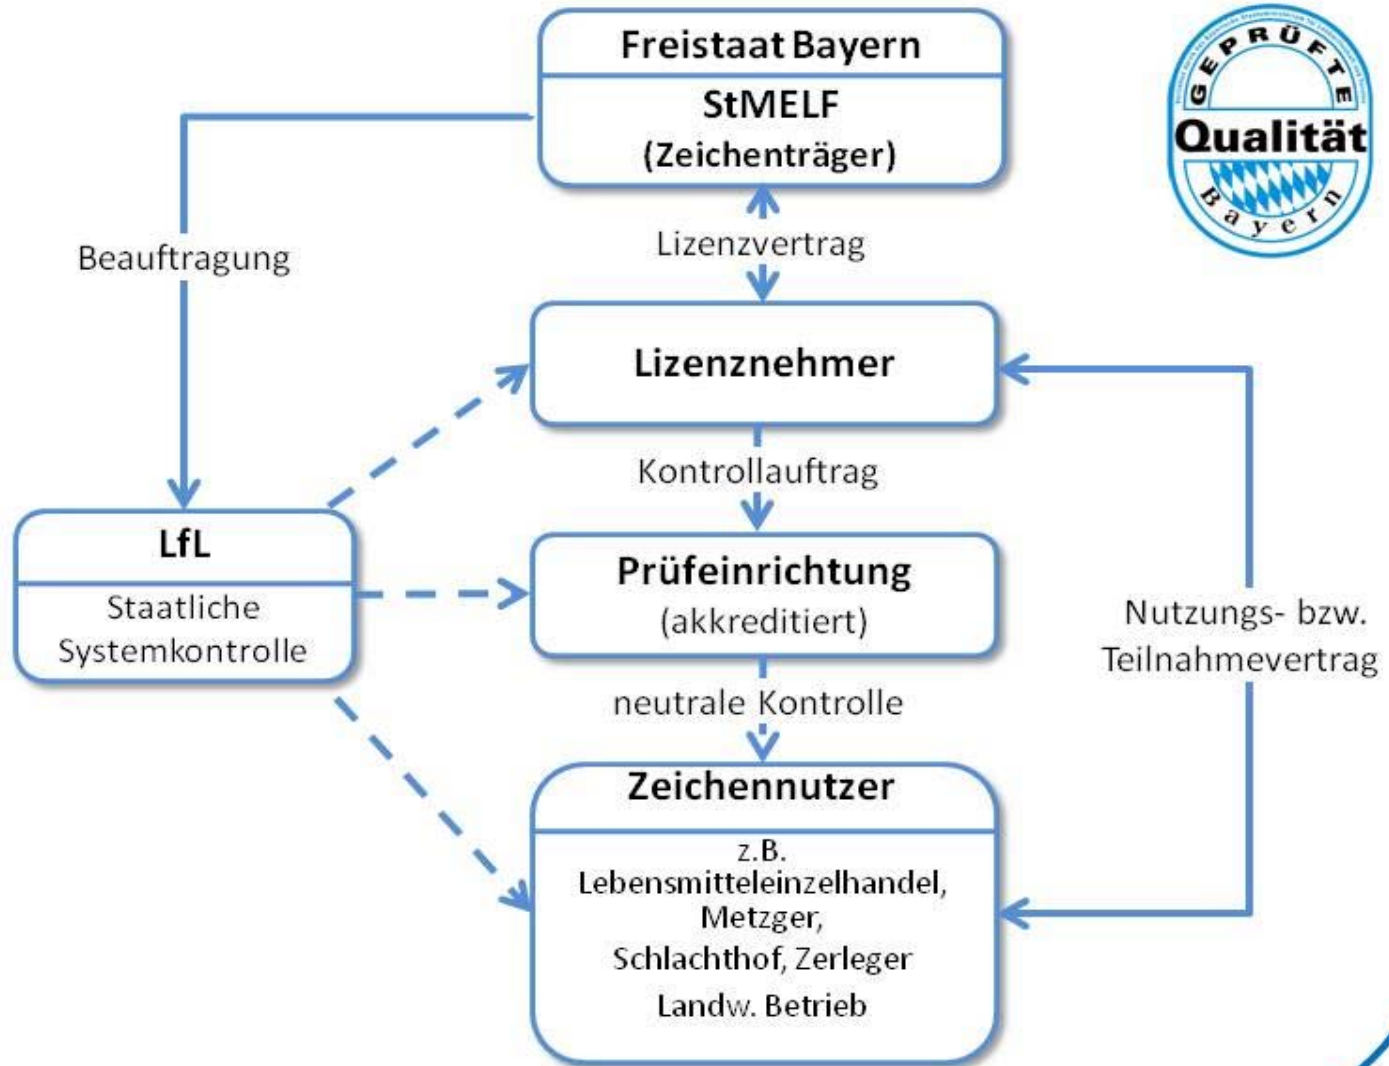 Freistaat Bayern
StMELF
(Zeichenträger)
GEPRÜFTE
Qualität
Bayern
Beauftragung
Lizenzvertrag
Lizenznehmer
Kontrollauftrag
LfL
Staatliche
Systemkontrolle
Prüfeinrichtung
(akkreditiert)
Nutzungs- bzw.
Teilnahmevertrag
neutrale Kontrolle
Zeichennutzer
z.B.
Lebensmitteleinzelhandel,
Metzger,
Schlachthof, Zerleger
Landw. Betrieb